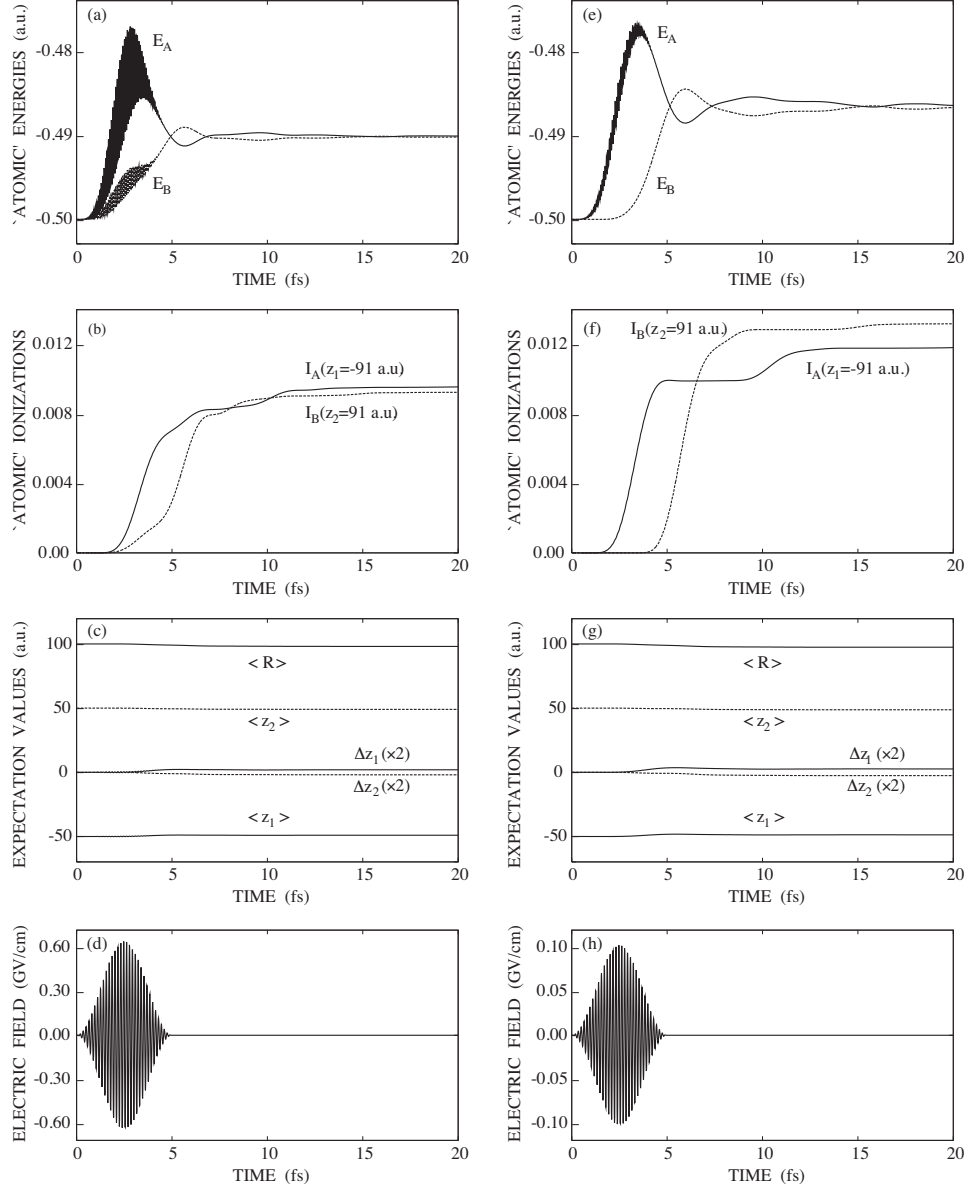 (a)
`ATOMIC' ENERGIES (a.u.)
-0.48
-0.49
-0.50
E_A
E_B
0 5 10 15 20
TIME (fs)
(e)
`ATOMIC' ENERGIES (a.u.)
-0.48
-0.49
-0.50
E_A
E_B
0 5 10 15 20
TIME (fs)
(b)
`ATOMIC' IONIZATIONS
0.012
0.008
0.004
0.00
I_A(z_1=-91 a.u)
I_B(z_2=91 a.u)
0 5 10 15 20
TIME (fs)
(f)
`ATOMIC' IONIZATIONS
0.012
0.008
0.004
0.00
I_B(z_2=91 a.u.)
I_A(z_1=-91 a.u.)
0 5 10 15 20
TIME (fs)
(c)
EXPECTATION VALUES (a.u.)
100
50
0
-50
< R >
< z_2 >
Δz_1 (×2)
Δz_2 (×2)
< z_1 >
0 5 10 15 20
TIME (fs)
(g)
EXPECTATION VALUES (a.u.)
100
50
0
-50
< R >
< z_2 >
Δz_1 (×2)
Δz_2 (×2)
< z_1 >
0 5 10 15 20
TIME (fs)
(d)
ELECTRIC FIELD (GV/cm)
0.60
0.30
0.00
-0.30
-0.60
0 5 10 15 20
TIME (fs)
(h)
ELECTRIC FIELD (GV/cm)
0.10
0.05
0.00
-0.05
-0.10
0 5 10 15 20
TIME (fs)